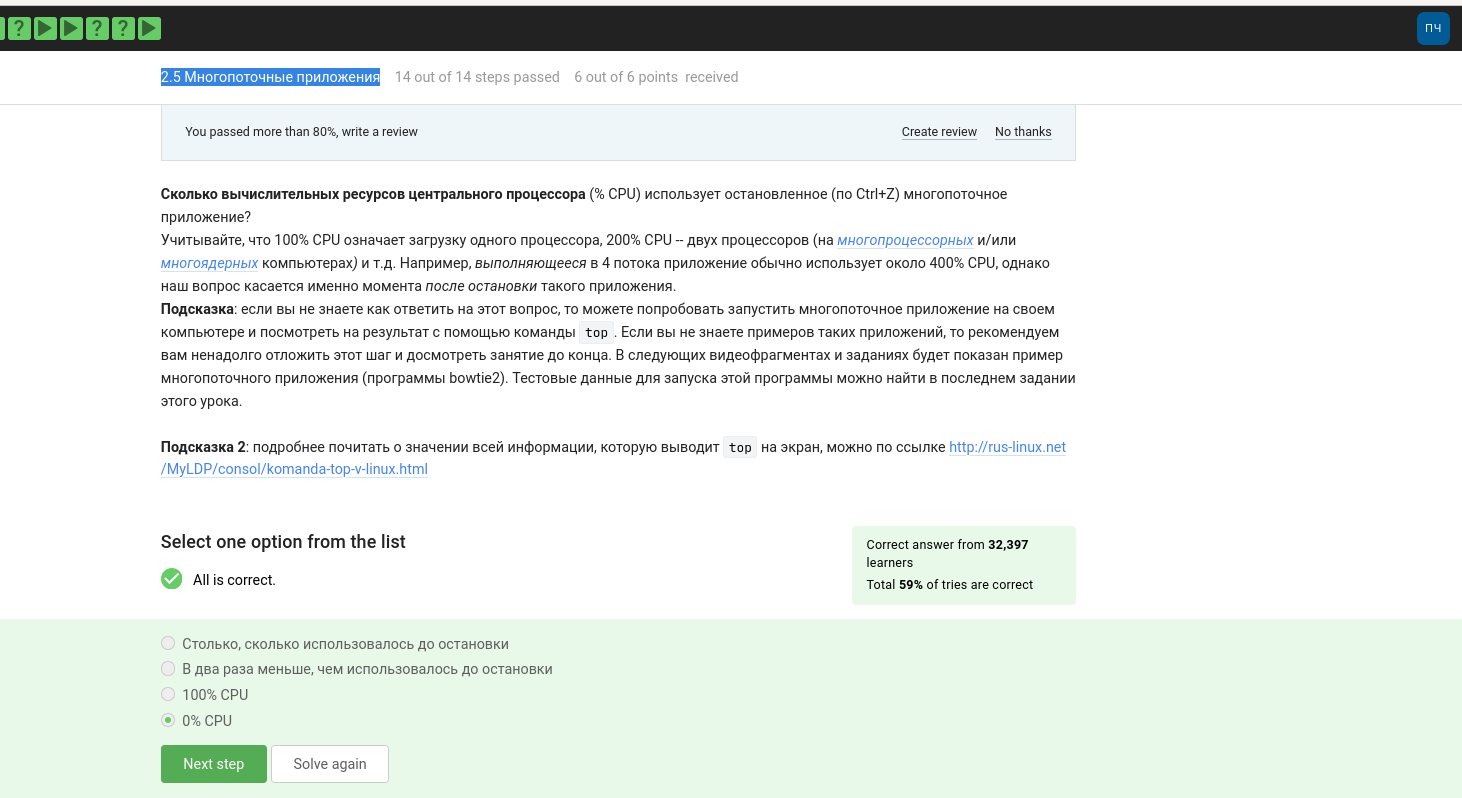 ? ? ?
ПЧ
2.5 Многопоточные приложения 14 out of 14 steps passed 6 out of 6 points received
You passed more than 80%, write a review Create review No thanks
Сколько вычислительных ресурсов центрального процессора (% CPU) использует остановленное (по Ctrl+Z) многопоточное
приложение?
Учитывайте, что 100% CPU означает загрузку одного процессора, 200% CPU -- двух процессоров (на многопроцессорных и/или
многоядерных компьютерах) и т.д. Например, выполняющееся в 4 потока приложение обычно использует около 400% CPU, однако
наш вопрос касается именно момента после остановки такого приложения.
Подсказка: если вы не знаете как ответить на этот вопрос, то можете попробовать запустить многопоточное приложение на своем
компьютере и посмотреть на результат с помощью команды top. Если вы не знаете примеров таких приложений, то рекомендуем
вам ненадолго отложить этот шаг и досмотреть занятие до конца. В следующих видеофрагментах и заданиях будет показан пример
многопоточного приложения (программы bowtie2). Тестовые данные для запуска этой программы можно найти в последнем задании
этого урока.
Подсказка 2: подробнее почитать о значении всей информации, которую выводит top на экран, можно по ссылке http://rus-linux.net
/MyLDP/consol/komanda-top-v-linux.html
Select one option from the list
All is correct.
Correct answer from 32,397
learners
Total 59% of tries are correct
Столько, сколько использовалось до остановки
В два раза меньше, чем использовалось до остановки
100% CPU
0% CPU
Next step Solve again